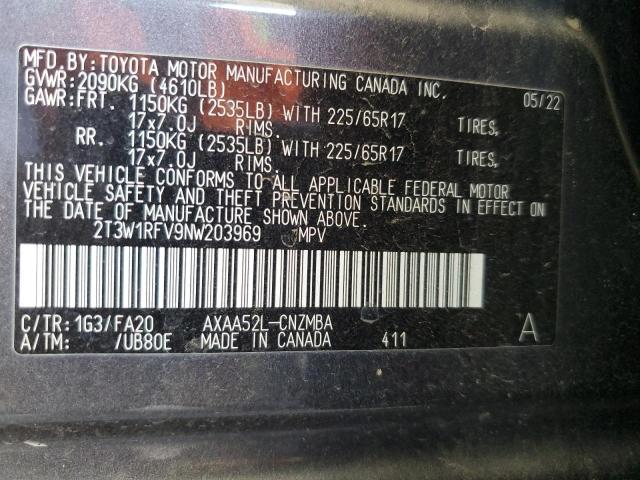 MFD.BY:TOYOTA MOTOR MANUFACTURING CANADA INC.
GVWR:2090KG (4610LB) 05/22
GAWR:FRT. 1150KG (2535LB) WITH 225/65R17 TIRES,
17x7.0J RIMS.
RR. 1150KG (2535LB) WITH 225/65R17 TIRES,
17x7.0J RIMS.
THIS VEHICLE CONFORMS TO ALL APPLICABLE FEDERAL MOTOR
VEHICLE SAFETY AND THEFT PREVENTION STANDARDS IN EFFECT ON
THE DATE OF MANUFACTURE SHOWN ABOVE.
2T3W1RFV9NW203969 MPV
C/TR:1G3/FA20 AXAA52L-CNZMBA A
A/TM: /UB80E MADE IN CANADA 411